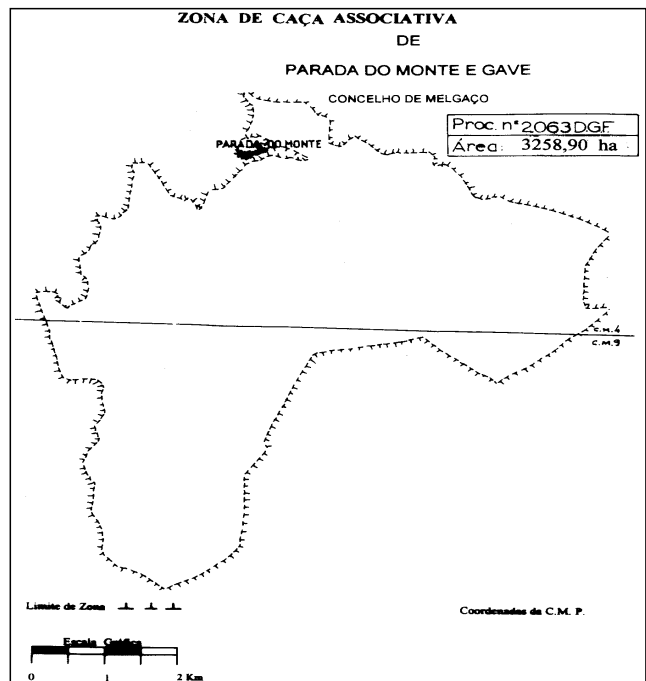 ZONA DE CAÇA ASSOCIATIVA
DE
PARADA DO MONTE E GAVE
CONCELHO DE MELGAÇO
Proc. nº 2063 D.G.F.
Área: 3258,90 ha
PARADA DO MONTE
C.M.4
C.M.9
Limite de Zona
Coordenadas da C. M. P.
Escala Gráfica
0 1 2 Km